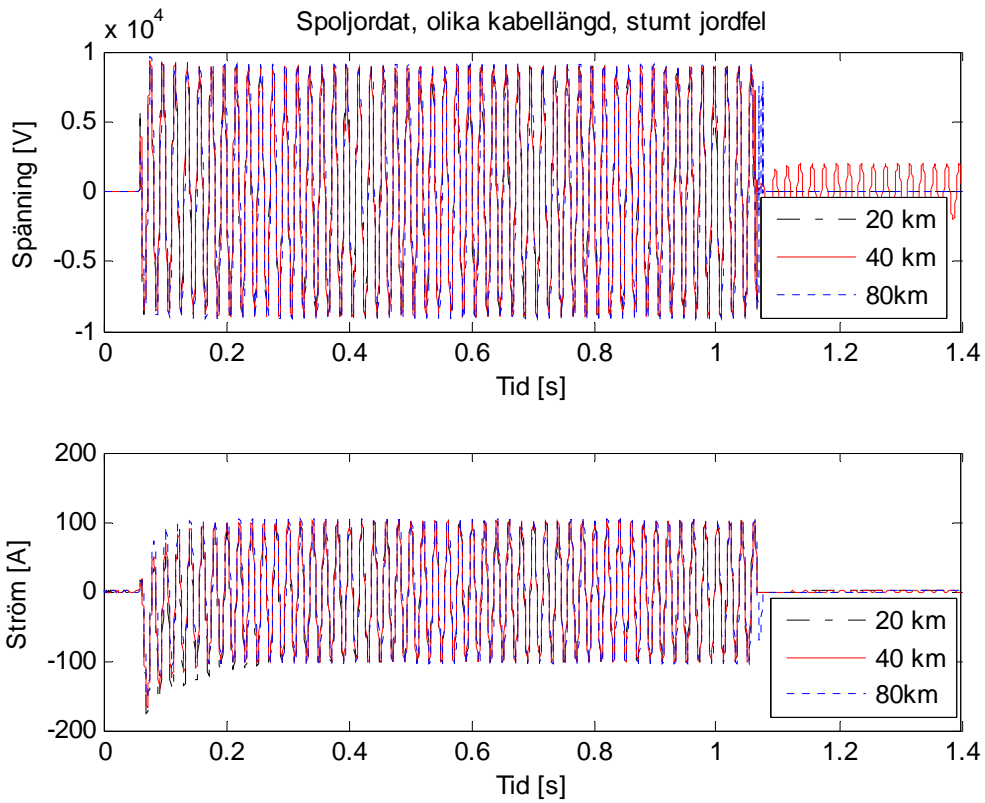 Spoljordat, olika kabellängd, stumt jordfel
x 10⁴
1
0.5
0
-0.5
-1
Spänning [V]
0 0.2 0.4 0.6 0.8 1 1.2 1.4
Tid [s]
20 km
40 km
80km
200
100
0
-100
-200
Ström [A]
0 0.2 0.4 0.6 0.8 1 1.2 1.4
Tid [s]
20 km
40 km
80km